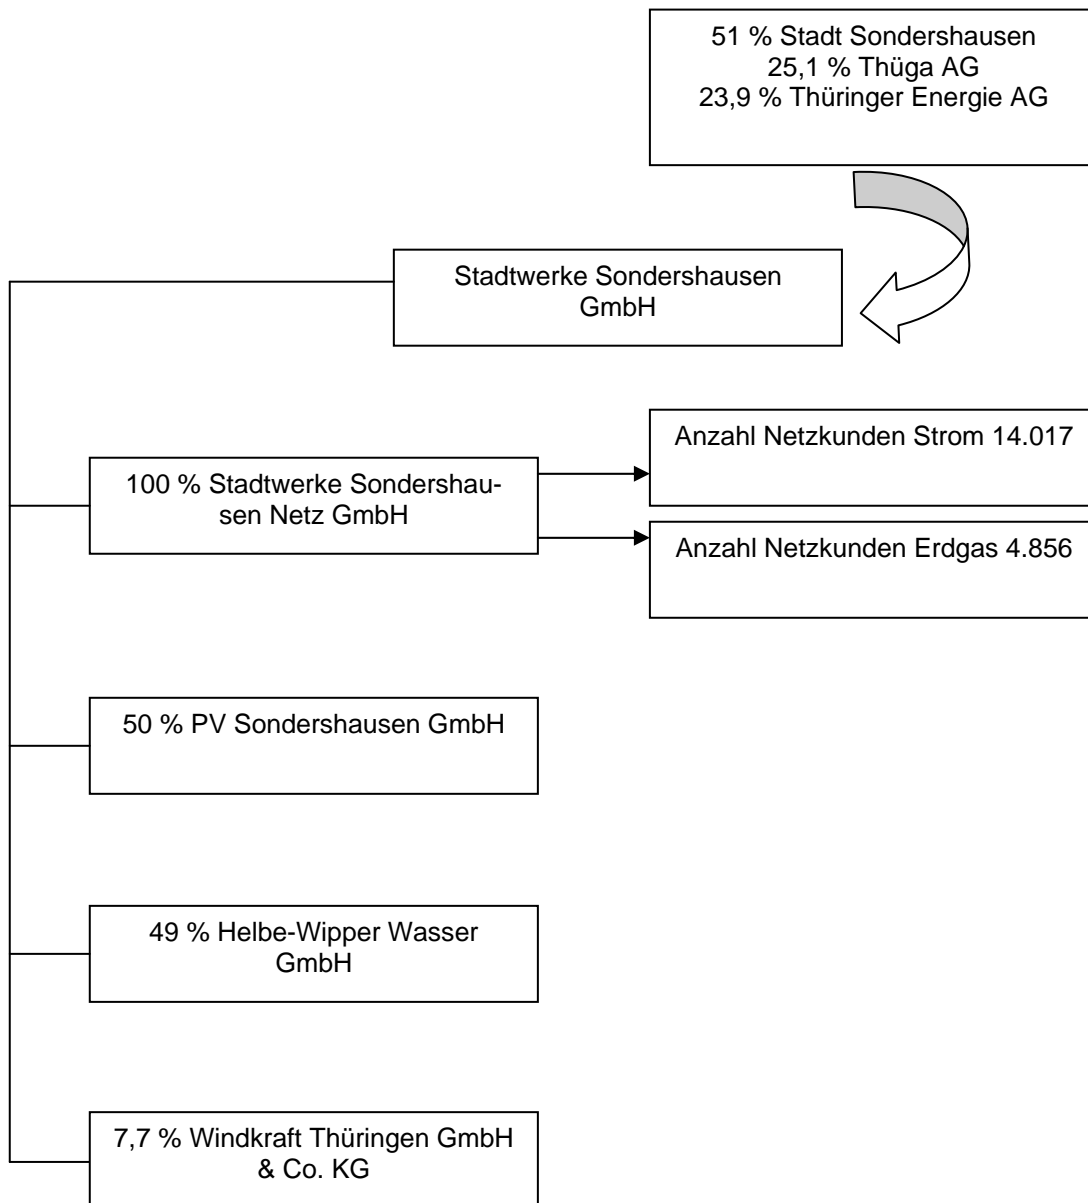 51 % Stadt Sondershausen
25,1 % Thüga AG
23,9 % Thüringer Energie AG
Stadtwerke Sondershausen
GmbH
100 % Stadtwerke Sondershau-
sen Netz GmbH
Anzahl Netzkunden Strom 14.017
Anzahl Netzkunden Erdgas 4.856
50 % PV Sondershausen GmbH
49 % Helbe-Wipper Wasser
GmbH
7,7 % Windkraft Thüringen GmbH
& Co. KG